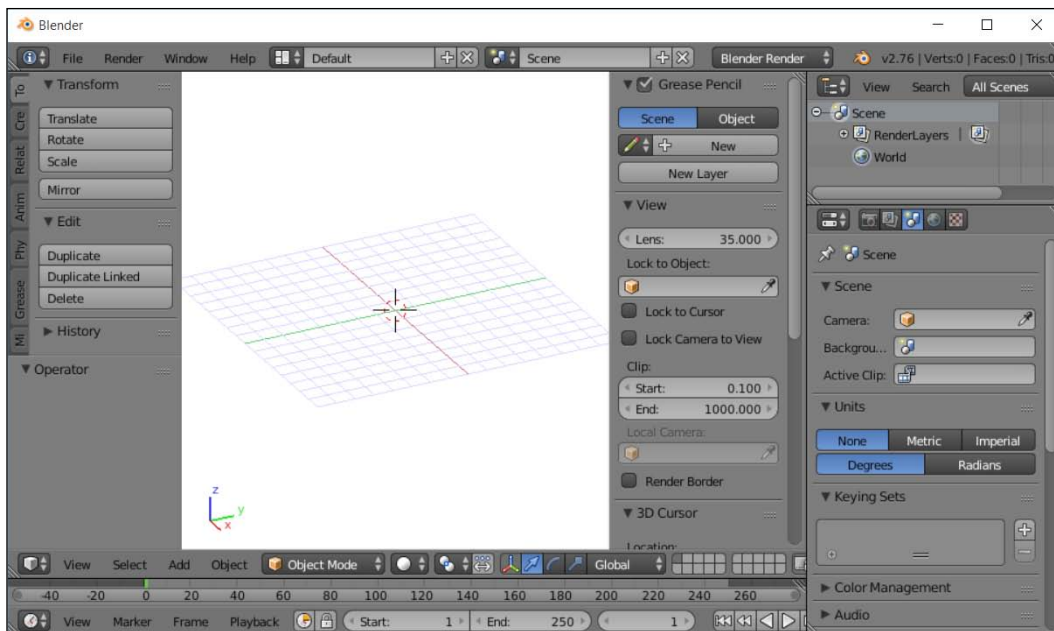 Blender
File Render Window Help Default Scene Blender Render v2.76 | Verts:0 | Faces:0 | Tris:0
To
Cre
Relat
Anim
Phy
Grease
Mi
Transform
Translate
Rotate
Scale
Mirror
Edit
Duplicate
Duplicate Linked
Delete
History
Operator
z
y
x
Grease Pencil
Scene Object
New
New Layer
View
Lens: 35.000
Lock to Object:
Lock to Cursor
Lock Camera to View
Clip:
Start: 0.100
End: 1000.000
Local Camera:
Render Border
3D Cursor
Location:
View Search All Scenes
Scene
RenderLayers
World
Scene
Scene
Camera:
Backgrou...
Active Clip:
Units
None Metric Imperial
Degrees Radians
Keying Sets
Color Management
Audio
View Select Add Object Object Mode Global
-40 -20 0 20 40 60 80 100 120 140 160 180 200 220 240 260
View Marker Frame Playback Start: 1 End: 250 1